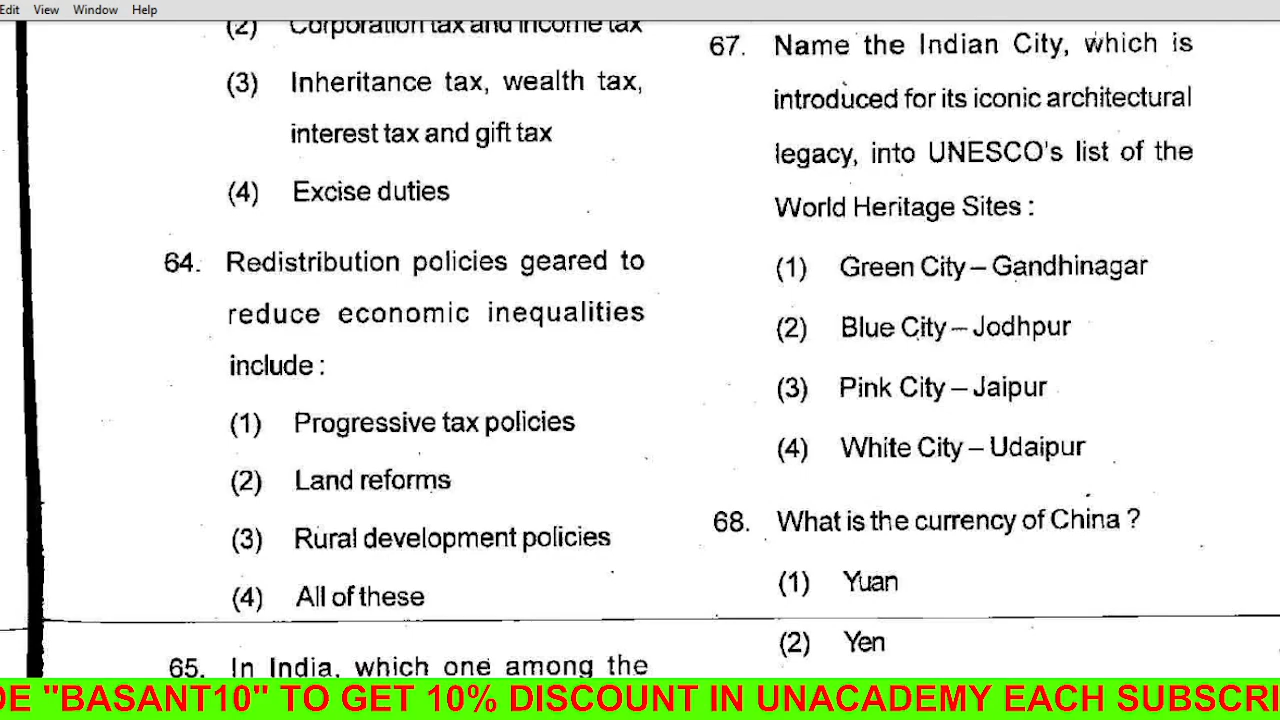 Edit View Window Help
(2) Corporation tax and income tax
(3) Inheritance tax, wealth tax,
interest tax and gift tax
(4) Excise duties
64. Redistribution policies geared to
reduce economic inequalities
include :
(1) Progressive tax policies
(2) Land reforms
(3) Rural development policies
(4) All of these
65. In India, which one among the
67. Name the Indian City, which is
introduced for its iconic architectural
legacy, into UNESCO's list of the
World Heritage Sites :
(1) Green City – Gandhinagar
(2) Blue City – Jodhpur
(3) Pink City – Jaipur
(4) White City – Udaipur
68. What is the currency of China ?
(1) Yuan
(2) Yen
DE "BASANT10" TO GET 10% DISCOUNT IN UNACADEMY EACH SUBSCRI